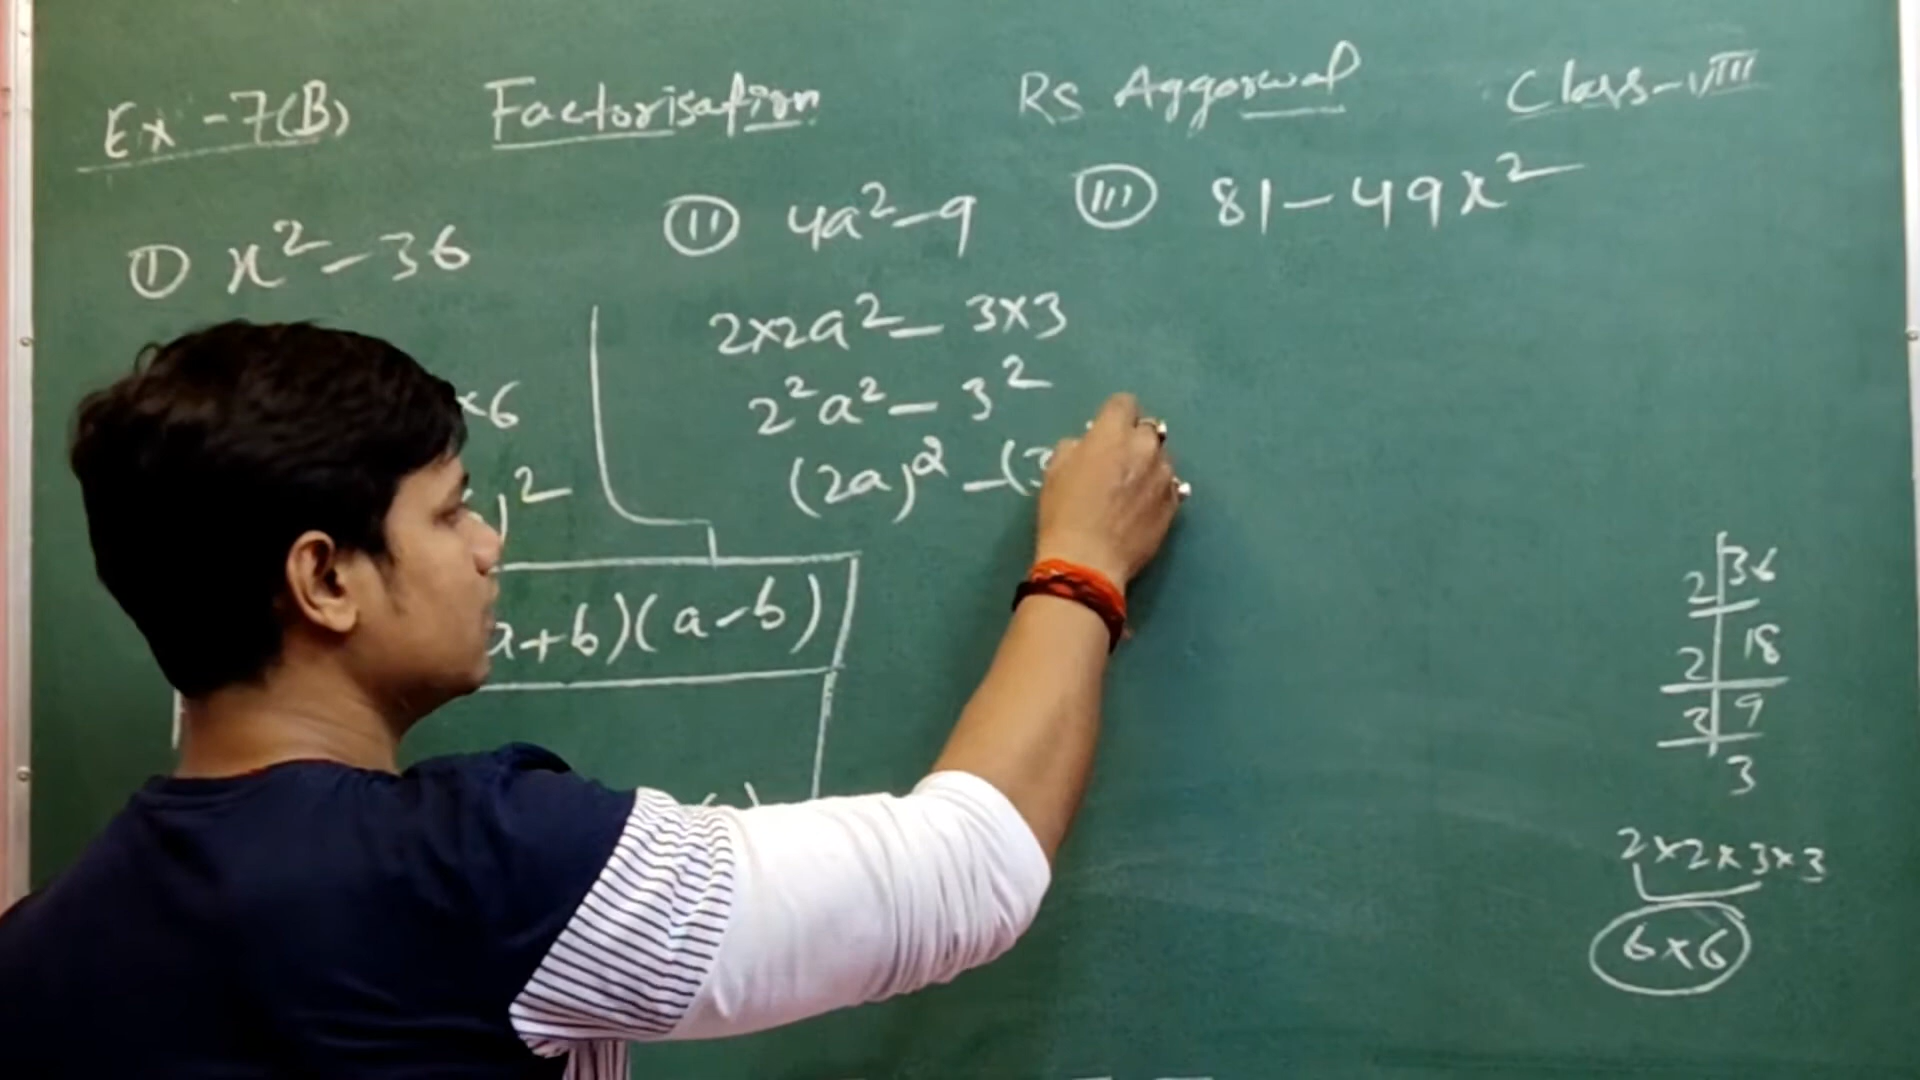 Ex-7(B) Factorisation RS Aggarwal Class-VIII
(I) x²-36
×6
)²
a+b)(a-b)
(II) 4a²-9
2×2a²-3×3
2²a²-3²
(2a)²-(3
(III) 81-49x²
2|36
2|18
3|9
3
2×2×3×3
6×6